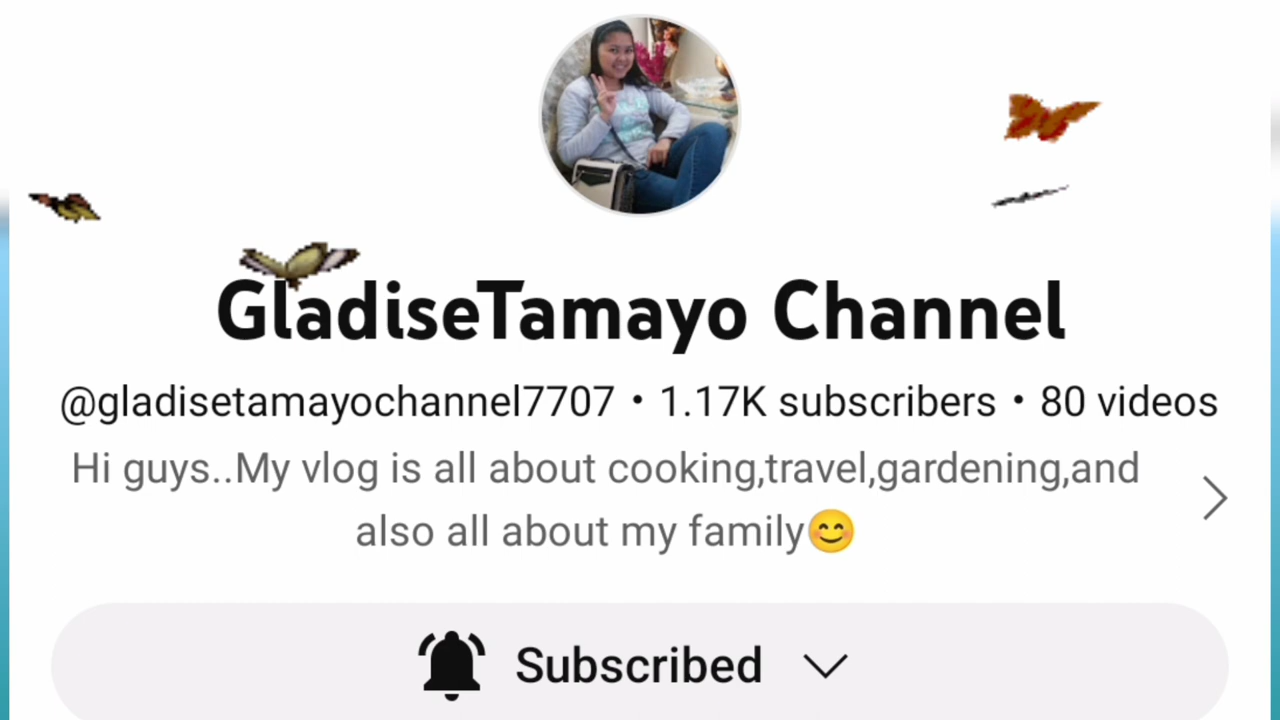 GladiseTamayo Channel
@gladisetamayochannel7707 • 1.17K subscribers • 80 videos
Hi guys..My vlog is all about cooking,travel,gardening,and
also all about my family😊
Subscribed